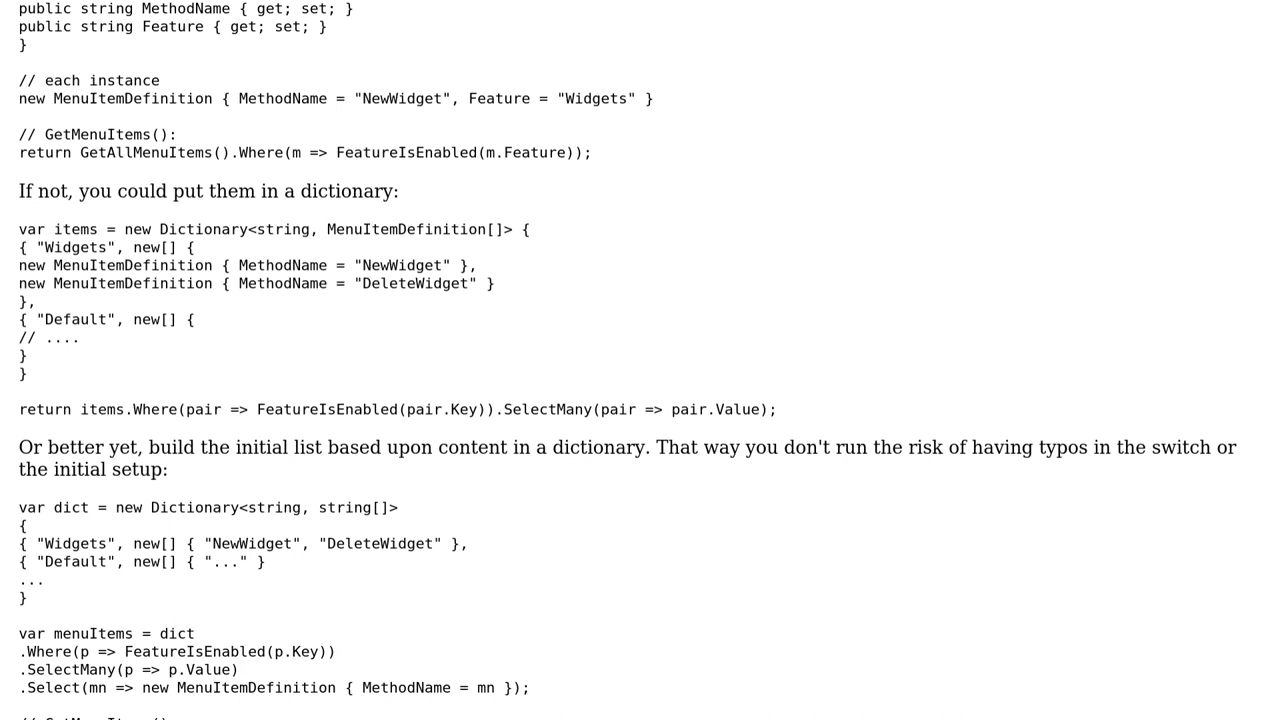 public string MethodName { get; set; }
public string Feature { get; set; }
}
// each instance
new MenuItemDefinition { MethodName = "NewWidget", Feature = "Widgets" }
// GetMenuItems():
return GetAllMenuItems().Where(m => FeatureIsEnabled(m.Feature));
If not, you could put them in a dictionary:
var items = new Dictionary<string, MenuItemDefinition[]> {
{ "Widgets", new[] {
new MenuItemDefinition { MethodName = "NewWidget" },
new MenuItemDefinition { MethodName = "DeleteWidget" }
},
{ "Default", new[] {
// ....
}
}
return items.Where(pair => FeatureIsEnabled(pair.Key)).SelectMany(pair => pair.Value);
Or better yet, build the initial list based upon content in a dictionary. That way you don't run the risk of having typos in the switch or
the initial setup:
var dict = new Dictionary<string, string[]>
{
{ "Widgets", new[] { "NewWidget", "DeleteWidget" },
{ "Default", new[] { "..." }
...
}
var menuItems = dict
.Where(p => FeatureIsEnabled(p.Key))
.SelectMany(p => p.Value)
.Select(mn => new MenuItemDefinition { MethodName = mn });